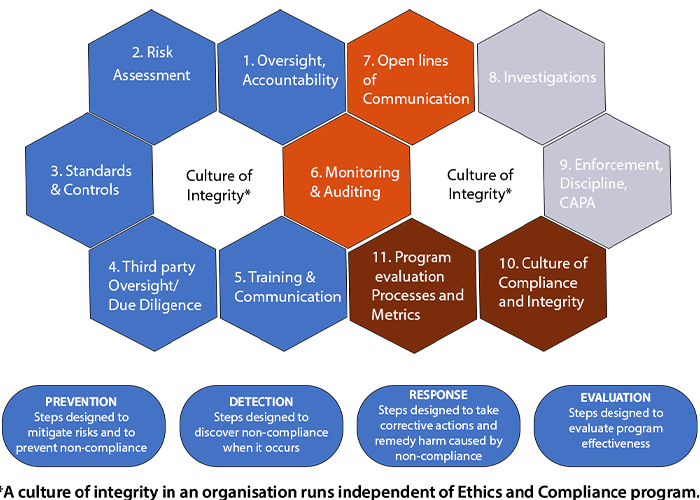 2. Risk
Assessment
1. Oversight,
Accountability
7. Open lines
of
Communication
8. Investigations
3. Standards
& Controls
Culture of
Integrity*
6. Monitoring
& Auditing
Culture of
Integrity*
9. Enforcement,
Discipline,
CAPA
4. Third party
Oversight/
Due Diligence
5. Training &
Communication
11. Program
evaluation
Processes and
Metrics
10. Culture of
Compliance
and Integrity
PREVENTION
Steps designed to
mitigate risks and to
prevent non-compliance
DETECTION
Steps designed to
discover non-compliance
when it occurs
RESPONSE
Steps designed to take
corrective actions and
remedy harm caused by
non-compliance
EVALUATION
Steps designed to
evaluate program
effectiveness
*A culture of integrity in an organisation runs independent of Ethics and Compliance program.